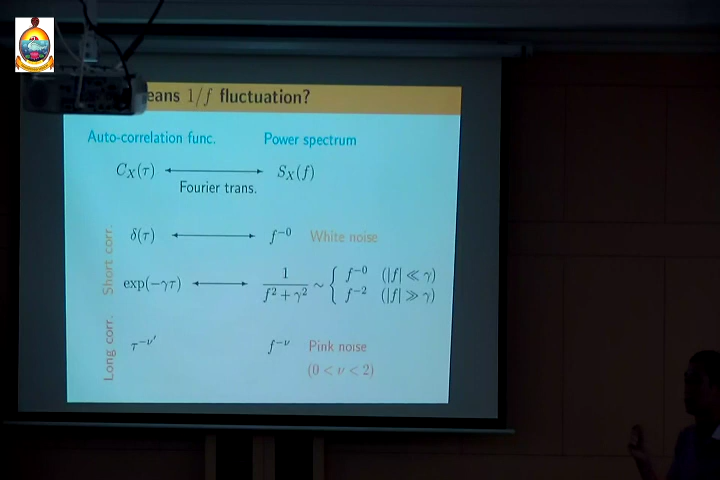 eans 1/f fluctuation?
Auto-correlation func. Power spectrum
C_X(τ) ⟷ S_X(f)
Fourier trans.
Short corr.
δ(τ) ⟷ f^{-0} White noise
exp(−γτ) ⟷ 1/(f² + γ²) ∼ { f^{-0} (|f| ≪ γ)
f^{-2} (|f| ≫ γ)
Long corr.
τ^{-ν'} f^{-ν} Pink noise
(0 < ν < 2)